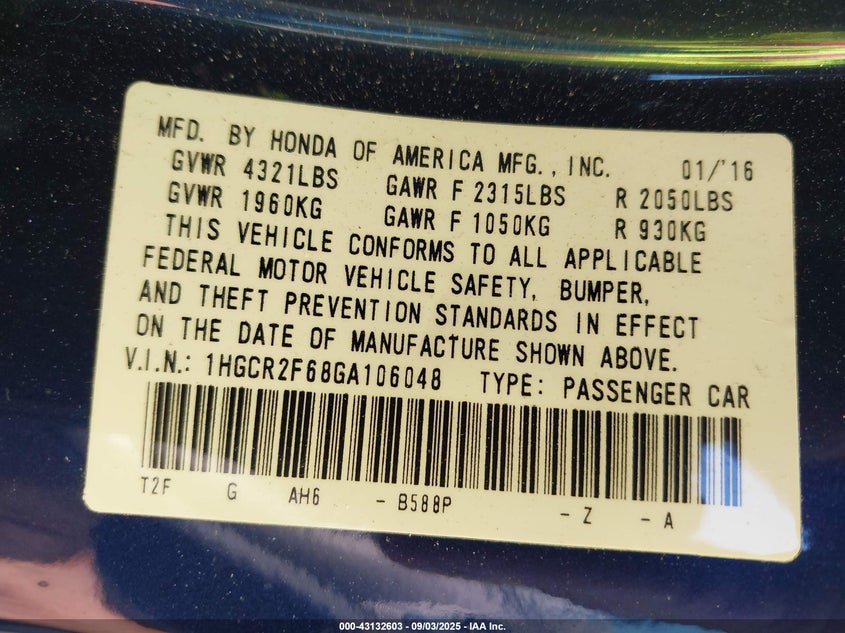 MFD. BY HONDA OF AMERICA MFG., INC. 01/'16
GVWR 4321LBS GAWR F 2315LBS R 2050LBS
GVWR 1960KG GAWR F 1050KG R 930KG
THIS VEHICLE CONFORMS TO ALL APPLICABLE
FEDERAL MOTOR VEHICLE SAFETY, BUMPER,
AND THEFT PREVENTION STANDARDS IN EFFECT
ON THE DATE OF MANUFACTURE SHOWN ABOVE.
V.I.N.: 1HGCR2F68GA106048 TYPE: PASSENGER CAR
T2F G AH6 - B588P - Z - A
000-43132603 - 09/03/2025 - IAA Inc.